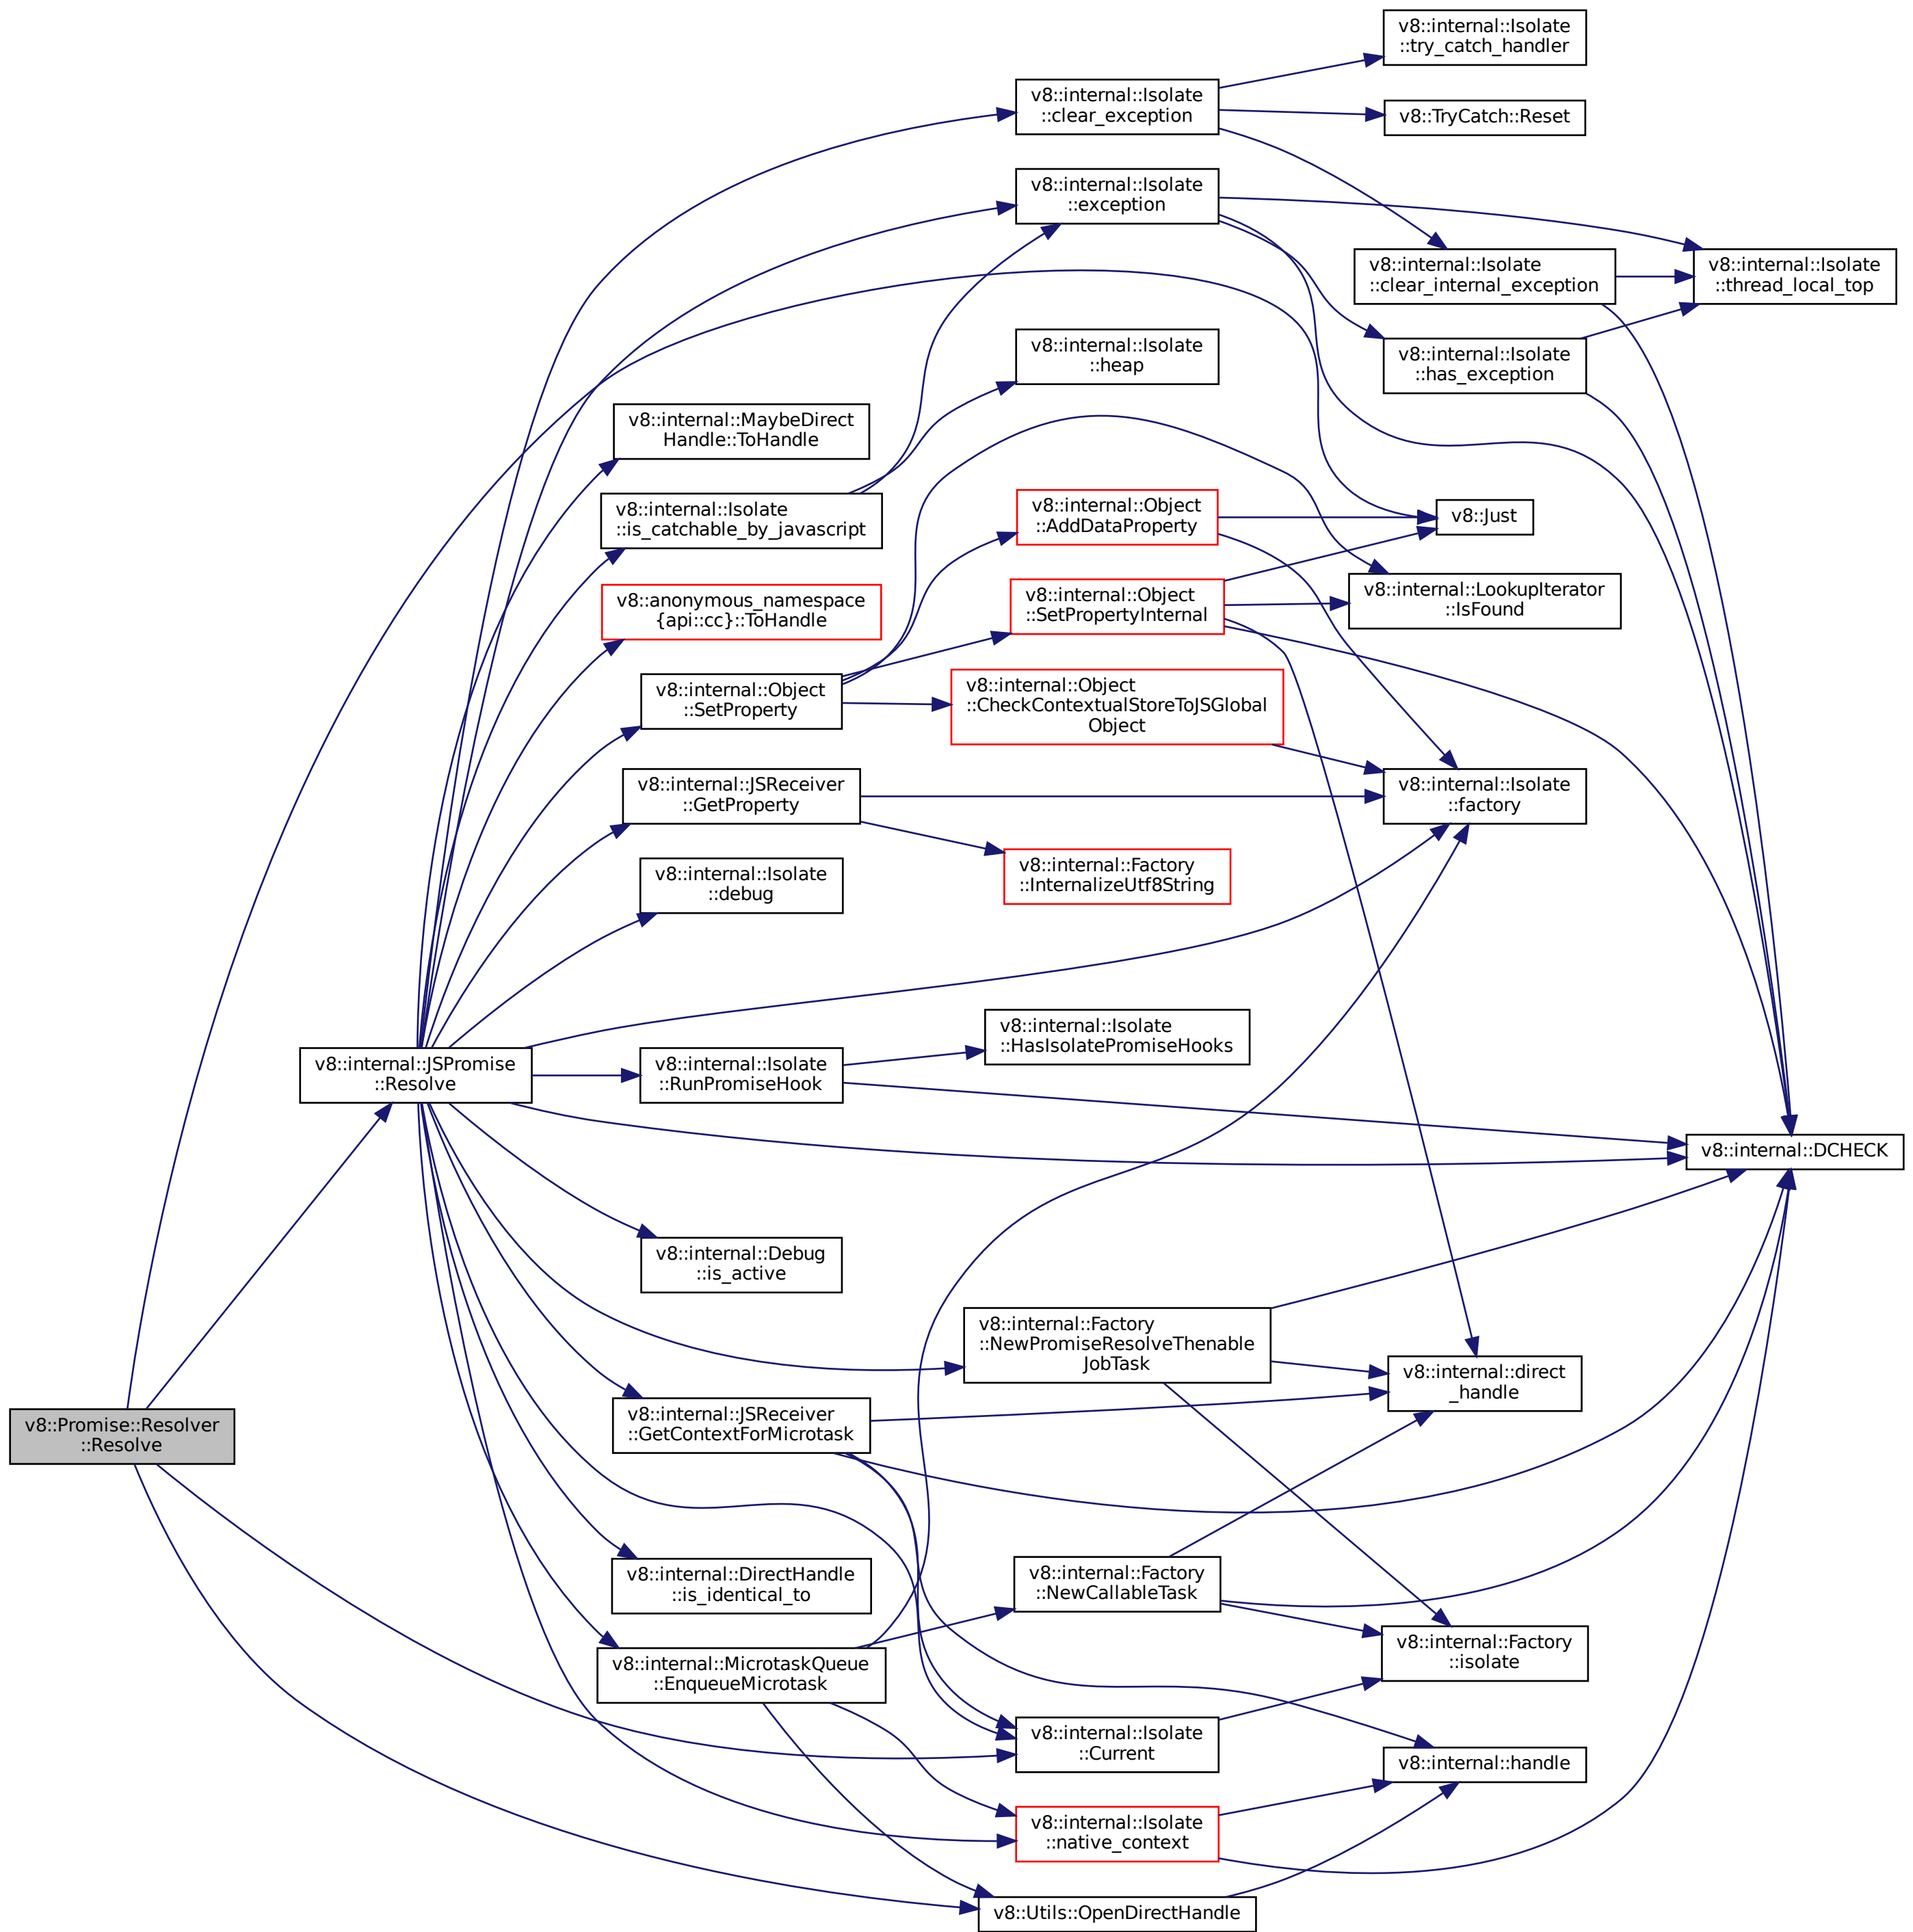 v8::internal::Isolate
::try_catch_handler
v8::internal::Isolate
::clear_exception
v8::TryCatch::Reset
v8::internal::Isolate
::exception
v8::internal::Isolate
::clear_internal_exception
v8::internal::Isolate
::thread_local_top
v8::internal::Isolate
::heap
v8::internal::Isolate
::has_exception
v8::internal::MaybeDirect
Handle::ToHandle
v8::internal::Isolate
::is_catchable_by_javascript
v8::internal::Object
::AddDataProperty
v8::Just
v8::anonymous_namespace
{api::cc}::ToHandle
v8::internal::Object
::SetPropertyInternal
v8::internal::LookupIterator
::IsFound
v8::internal::Object
::SetProperty
v8::internal::Object
::CheckContextualStoreToJSGlobal
Object
v8::internal::JSReceiver
::GetProperty
v8::internal::Isolate
::factory
v8::internal::Isolate
::debug
v8::internal::Factory
::InternalizeUtf8String
v8::internal::JSPromise
::Resolve
v8::internal::Isolate
::RunPromiseHook
v8::internal::Isolate
::HasIsolatePromiseHooks
v8::internal::DCHECK
v8::internal::Debug
::is_active
v8::internal::Factory
::NewPromiseResolveThenable
JobTask
v8::internal::direct
_handle
v8::Promise::Resolver
::Resolve
v8::internal::JSReceiver
::GetContextForMicrotask
v8::internal::DirectHandle
::is_identical_to
v8::internal::Factory
::NewCallableTask
v8::internal::MicrotaskQueue
::EnqueueMicrotask
v8::internal::Factory
::isolate
v8::internal::Isolate
::Current
v8::internal::handle
v8::internal::Isolate
::native_context
v8::Utils::OpenDirectHandle